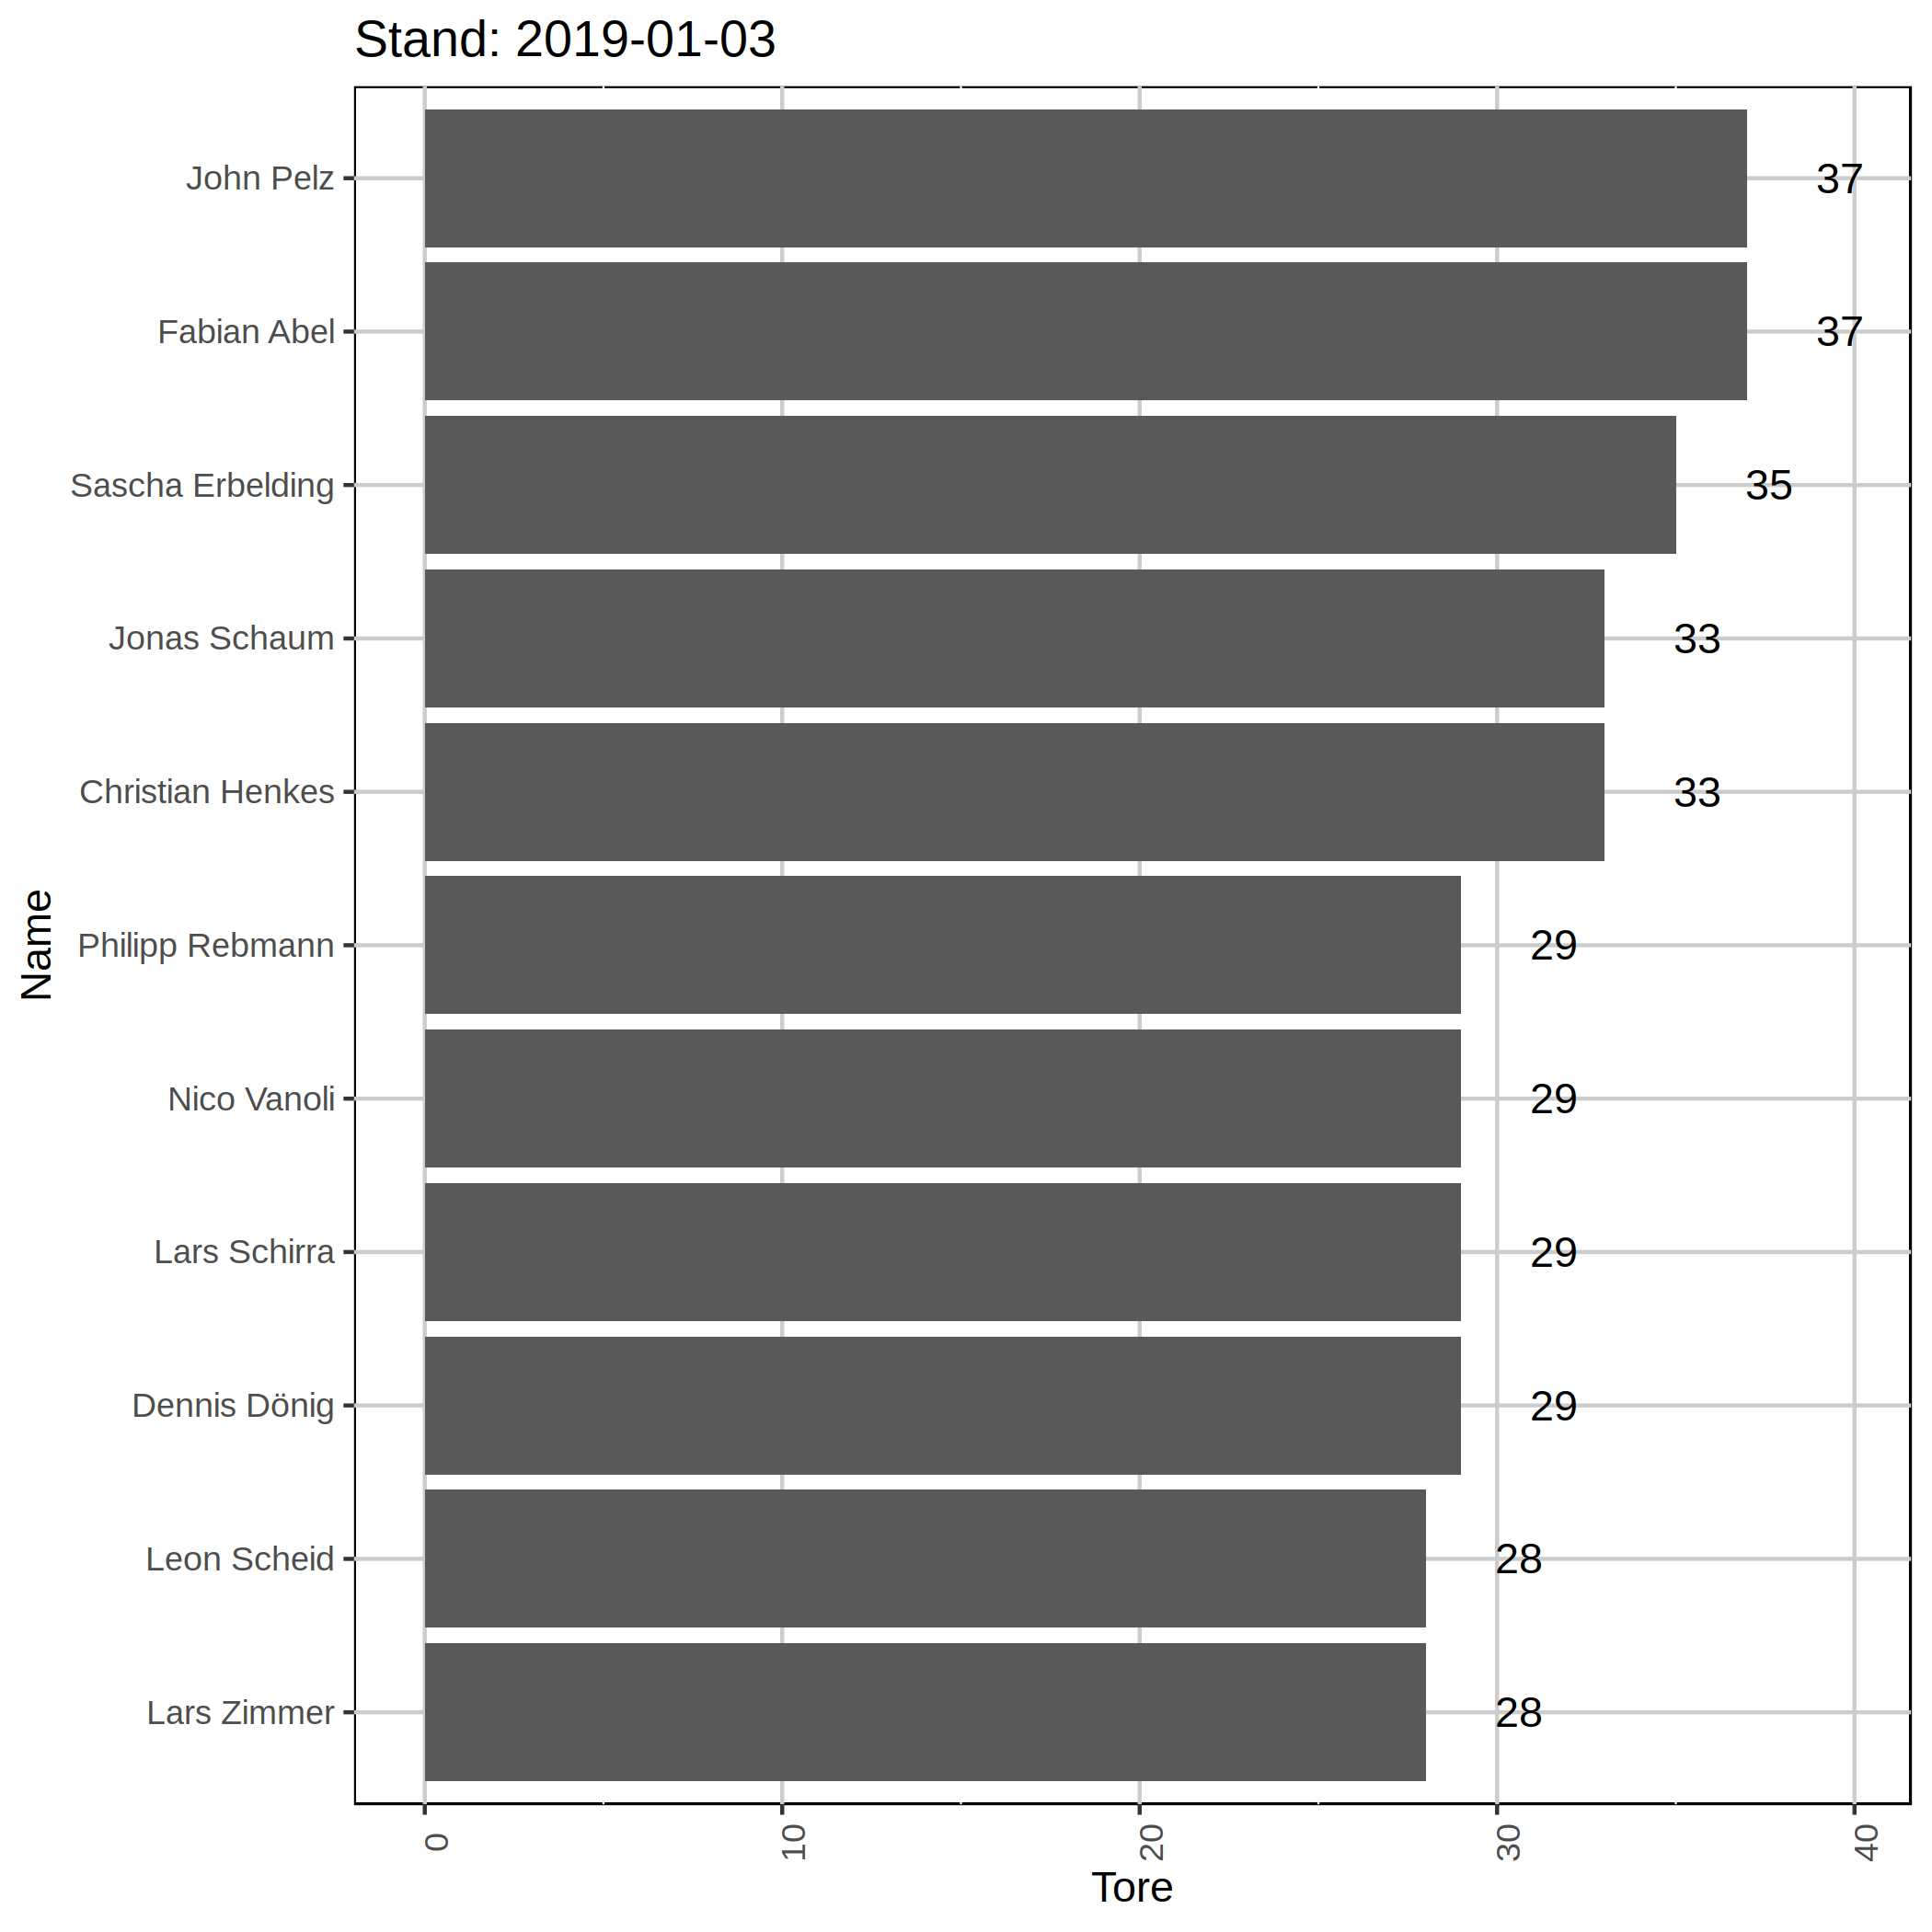 Stand: 2019-01-03
John Pelz 37
Fabian Abel 37
Sascha Erbelding 35
Jonas Schaum 33
Christian Henkes 33
Philipp Rebmann 29
Nico Vanoli 29
Lars Schirra 29
Dennis Dönig 29
Leon Scheid 28
Lars Zimmer 28
Name
0 10 20 30 40
Tore